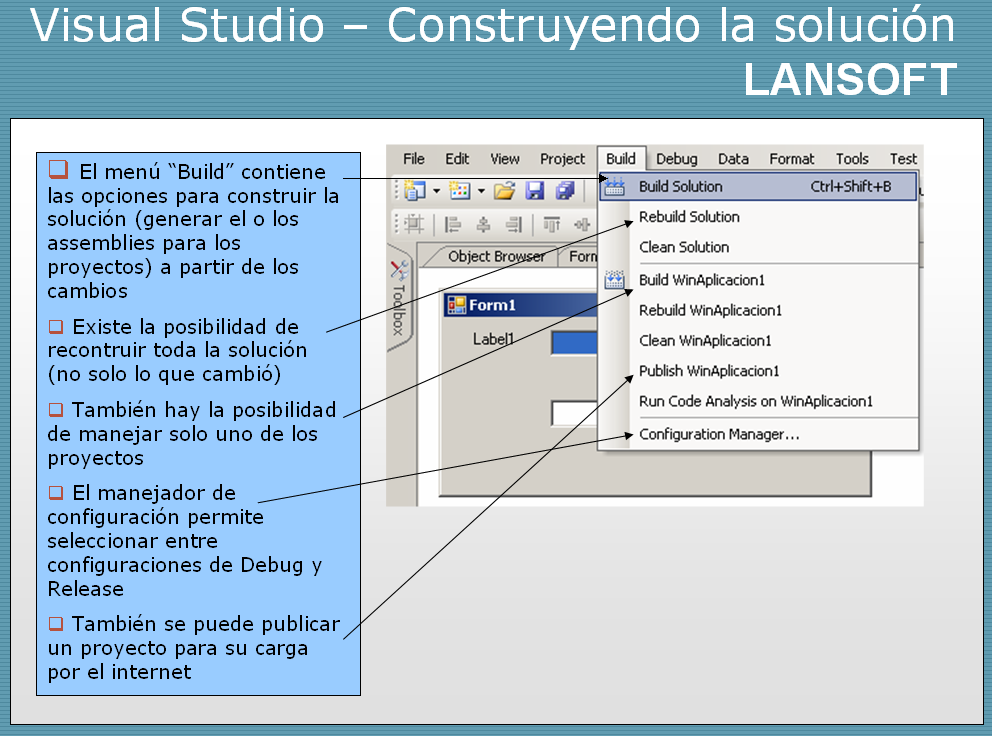 Visual Studio – Construyendo la solución
LANSOFT
El menú “Build” contiene
las opciones para construir la
solución (generar el o los
assemblies para los
proyectos) a partir de los
cambios
Existe la posibilidad de
recontruir toda la solución
(no solo lo que cambió)
También hay la posibilidad
de manejar solo uno de los
proyectos
El manejador de
configuración permite
seleccionar entre
configuraciones de Debug y
Release
También se puede publicar
un proyecto para su carga
por el internet
File Edit View Project Build Debug Data Format Tools Test
Build Solution Ctrl+Shift+B
Rebuild Solution
Clean Solution
Build WinAplicacion1
Rebuild WinAplicacion1
Clean WinAplicacion1
Publish WinAplicacion1
Run Code Analysis on WinAplicacion1
Configuration Manager...
Object Browser Forn
Toolbox
Form1
Label1